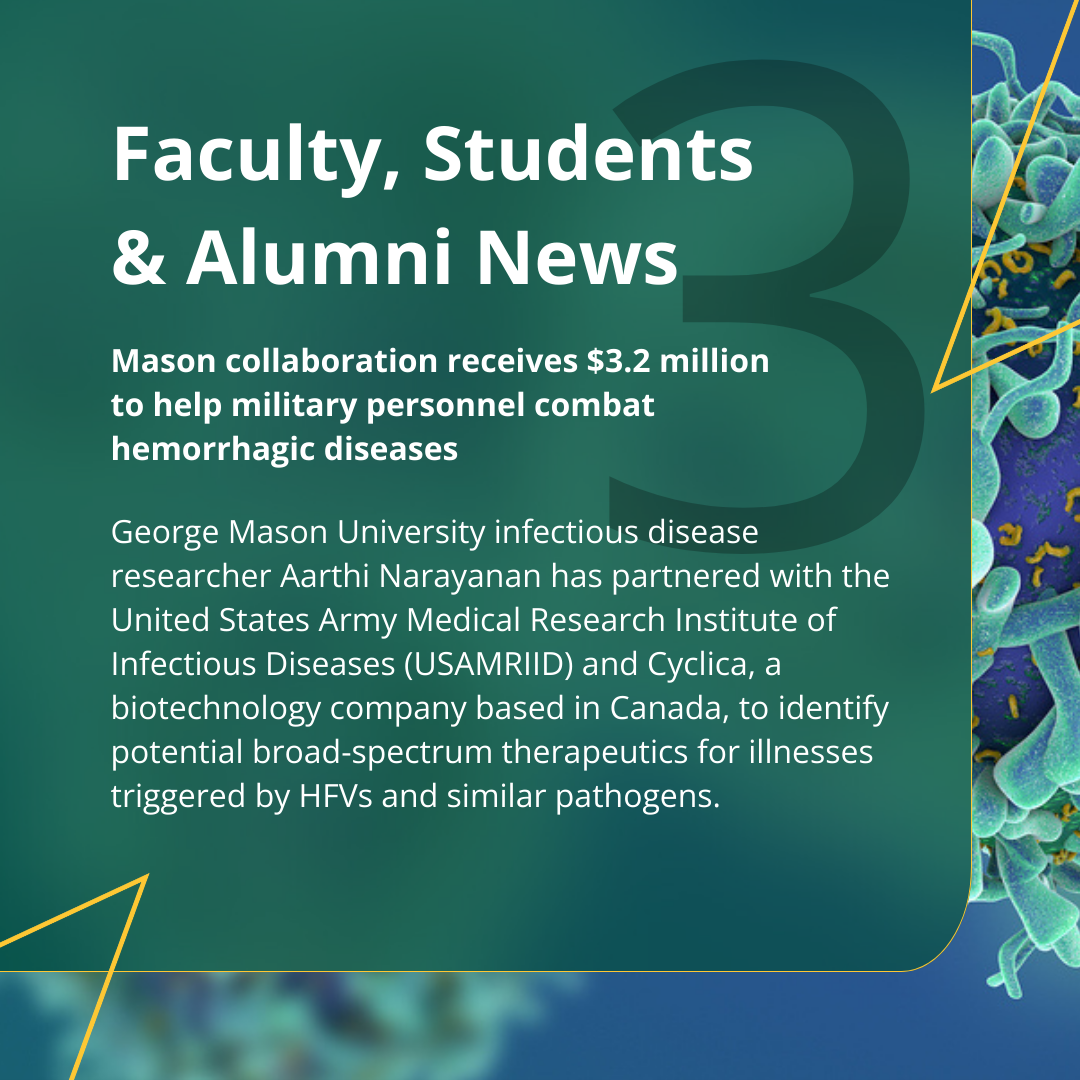 3
Faculty, Students
& Alumni News
Mason collaboration receives $3.2 million
to help military personnel combat
hemorrhagic diseases
George Mason University infectious disease
researcher Aarthi Narayanan has partnered with the
United States Army Medical Research Institute of
Infectious Diseases (USAMRIID) and Cyclica, a
biotechnology company based in Canada, to identify
potential broad-spectrum therapeutics for illnesses
triggered by HFVs and similar pathogens.